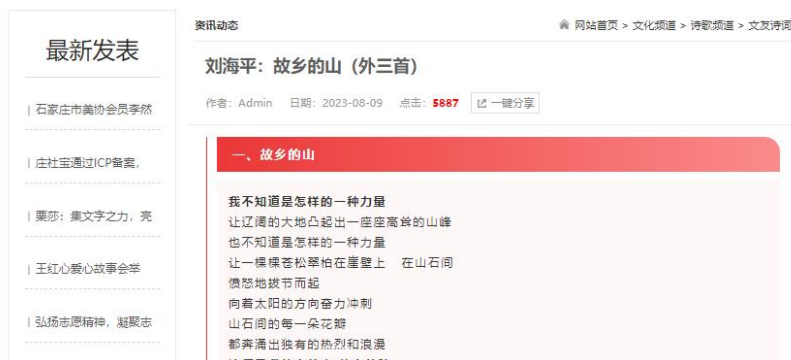 最新发表
| 石家庄市美协会员李然
| 庄社宝通过ICP备案,
| 栗莎：集文字之力，亮
| 王红心爱心故事会举
| 弘扬志愿精神，凝聚志
资讯动态
网站首页 > 文化频道 > 诗歌频道 > 文友诗词
刘海平：故乡的山（外三首）
作者：Admin 日期：2023-08-09 点击：5887 一键分享
一、故乡的山
我不知道是怎样的一种力量
让辽阔的大地凸起出一座座高耸的山峰
也不知道是怎样的一种力量
让一棵棵苍松翠柏在崖壁上 在山石间
愤怒地拔节而起
向着太阳的方向奋力冲刺
山石间的每一朵花瓣
都奔涌出独有的热烈和浪漫